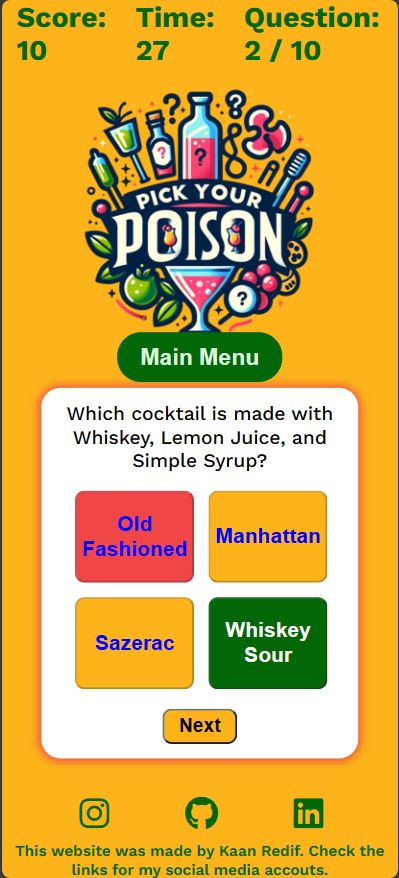 Score: Time: Question:
10 27 2 / 10
? ? ?
PICK YOUR
POISON
?
Main Menu
Which cocktail is made with
Whiskey, Lemon Juice, and
Simple Syrup?
Old
Fashioned
Manhattan
Sazerac
Whiskey
Sour
Next
This website was made by Kaan Redif. Check the
links for my social media accouts.